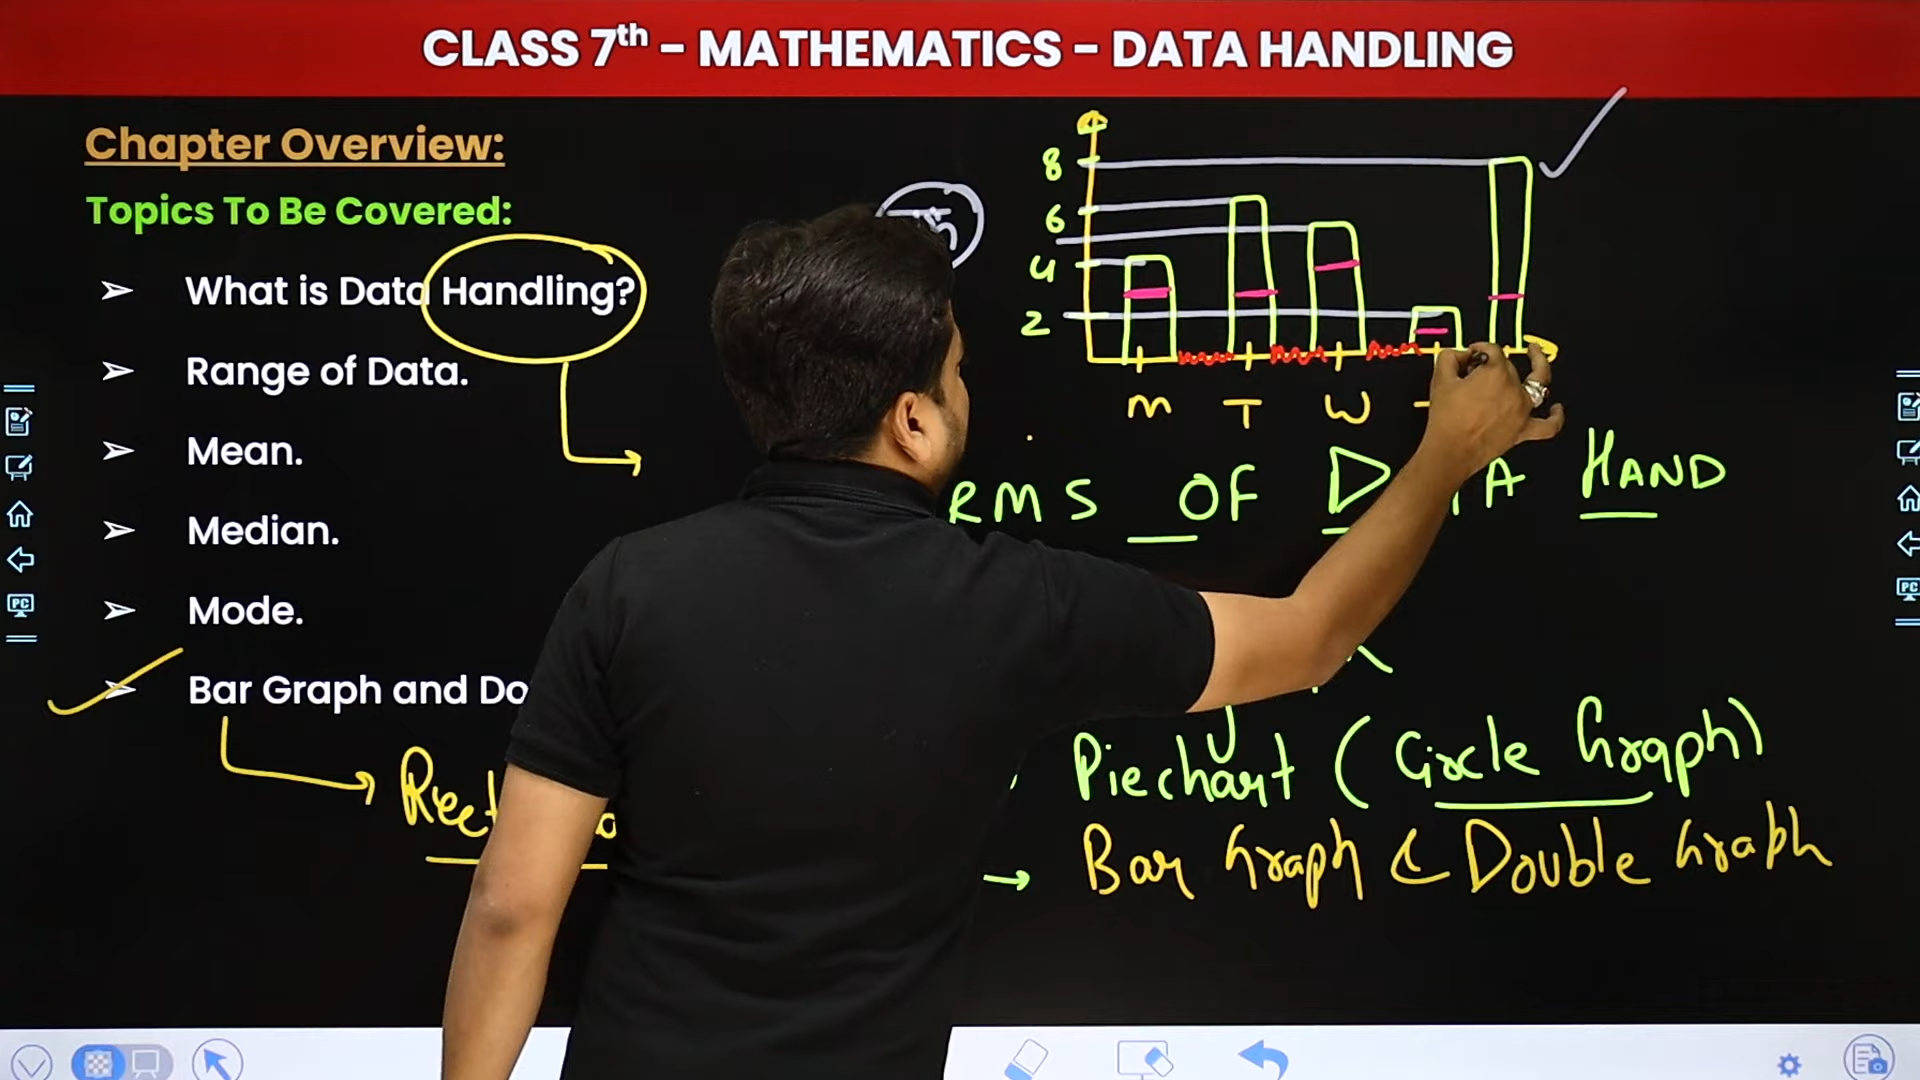 CLASS 7th - MATHEMATICS - DATA HANDLING
Chapter Overview:
Topics To Be Covered:
➢ What is Data Handling?
➢ Range of Data.
➢ Mean.
➢ Median.
➢ Mode.
➢ Bar Graph and Do
8
6
4
2
M T W
RMS OF D A HAND
Piechart (Circle Graph)
→ Bar Graph & Double Graph
PC
PC